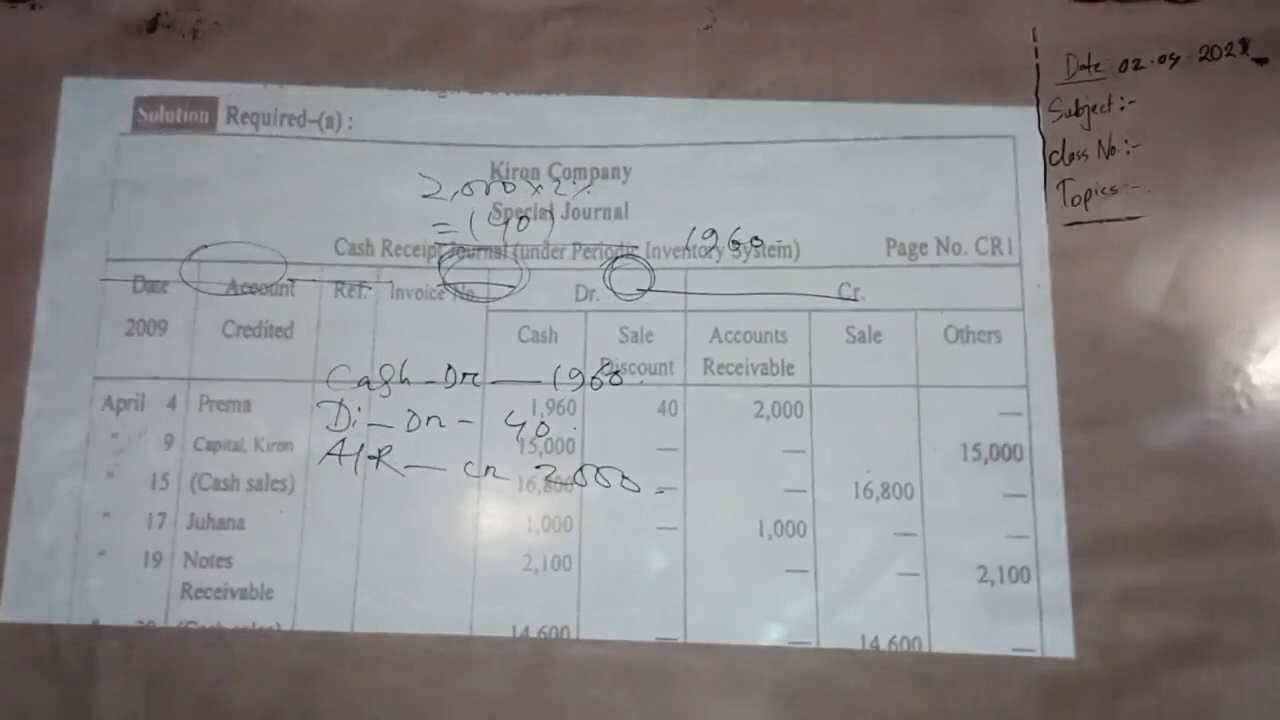 Date 02.04 202
Subject:-
Class No.:-
Topics:-
Solution Required-(a) :
Kiron Company
2,000 x 2%
Special Journal
= (40)
1960
Cash Receipt Journal (under Periodic Inventory System) Page No. CR1
Date Account Ref. Invoice No. Dr. Cr.
2009 Credited Cash Sale Accounts Sale Others
Discount Receivable
Cash - Dr — 1960
April 4 Prema 1,960 40 2,000 —
Di - Dr - 40
" 9 Capital, Kiron 15,000 — — 15,000
A/R — Cr 2000
" 15 (Cash sales) 16,800 — — 16,800 —
" 17 Juhana 1,000 — 1,000 — —
" 19 Notes 2,100 — — 2,100
Receivable
" 20 (Cash sales) 14,600 — — 14,600 —